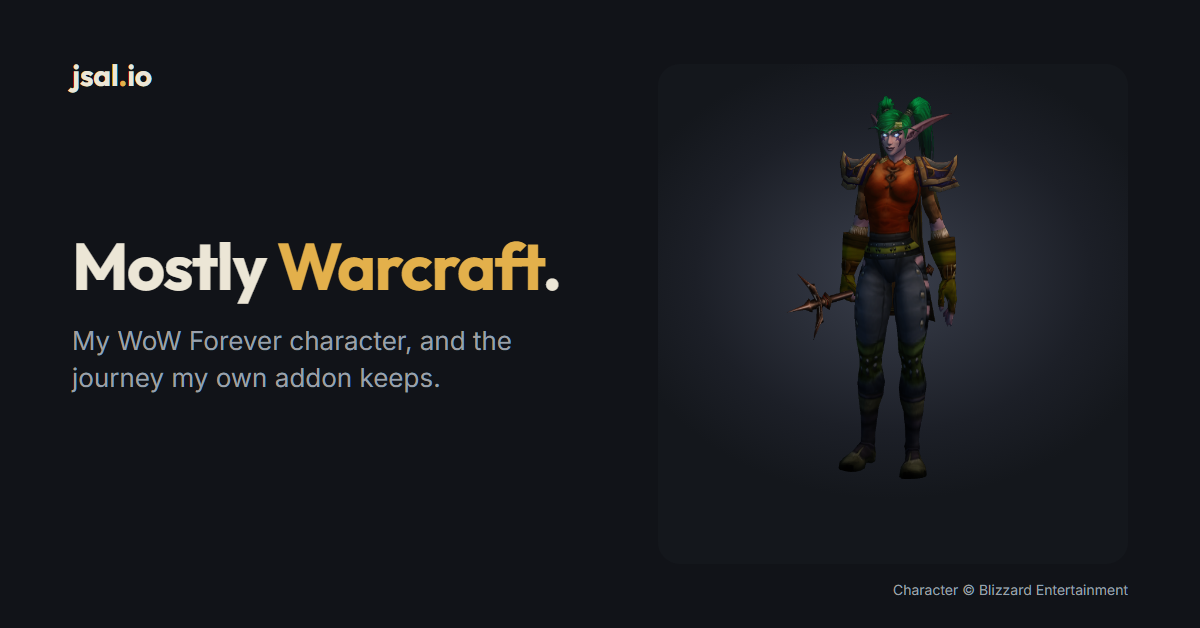 jsal.io
Mostly Warcraft.
My WoW Forever character, and the
journey my own addon keeps.
Character © Blizzard Entertainment